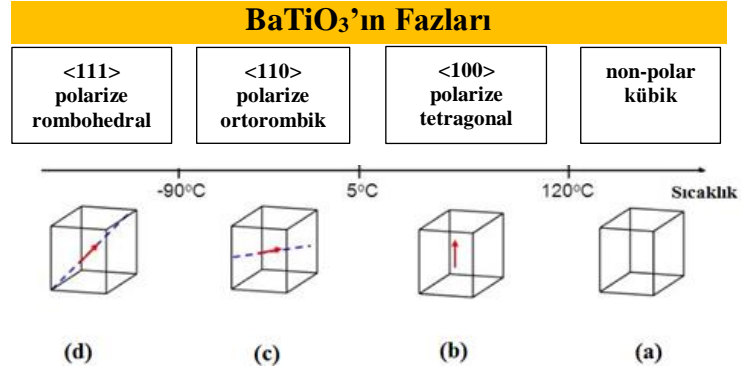 BaTiO₃’ın Fazları
<111>
polarize
rombohedral
<110>
polarize
ortorombik
<100>
polarize
tetragonal
non-polar
kübik
-90°C
5°C
120°C
Sıcaklık
(d)
(c)
(b)
(a)